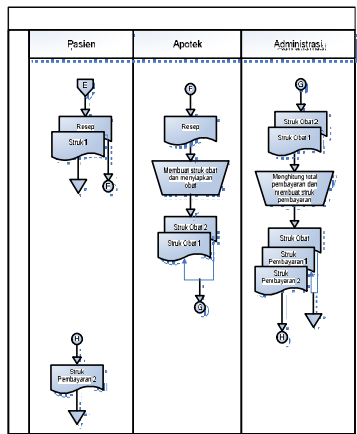 Pasien
Apotek
Administrasi
E
Resep
Struk1
F
F
Resep
Membuat struk obat
dan menyiapkan
obat
Struk Obat 2
Struk Obat 1
G
G
Struk Obat 2
Struk Obat 1
Menghitung total
pembayaran dan
membuat struk
pembayaran
Struk Obat
Struk
Pembayaran 1
Struk
Pembayaran 2
H
H
Struk
Pembayaran 2